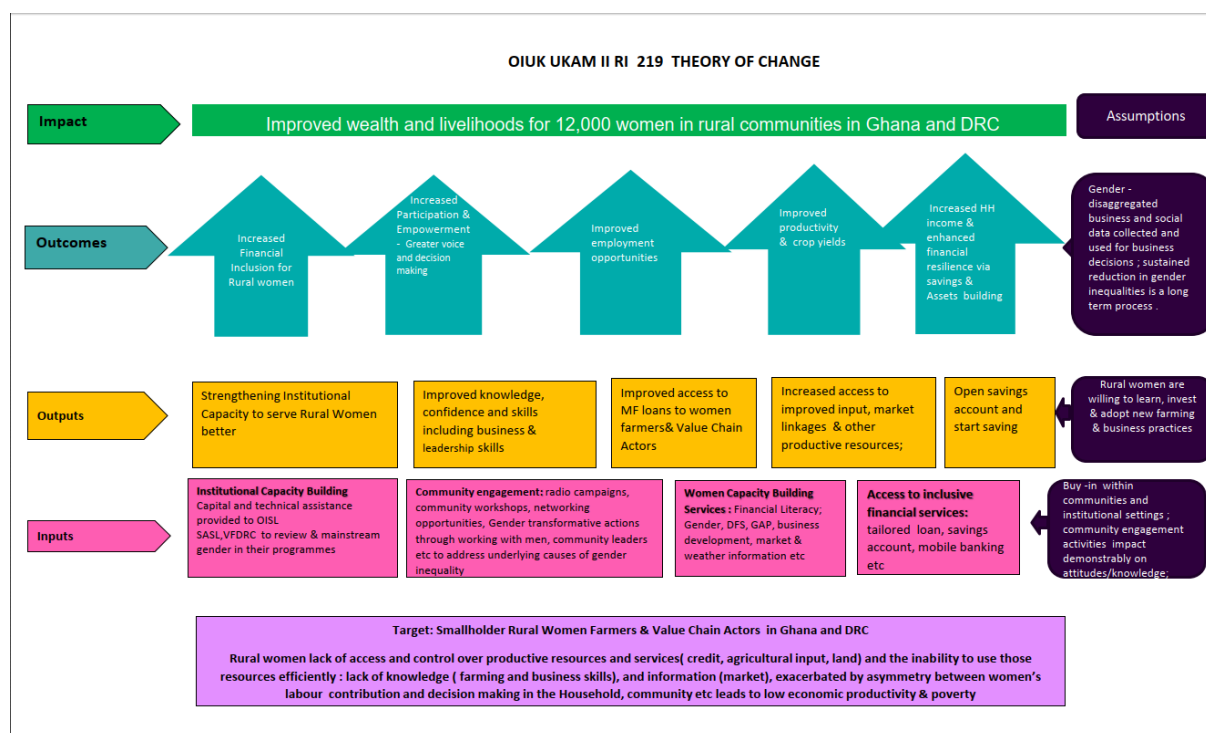 OIUK UKAM II RI 219 THEORY OF CHANGE
Impact
Improved wealth and livelihoods for 12,000 women in rural communities in Ghana and DRC
Assumptions
Outcomes
Increased
Financial
Inclusion for
Rural women
Increased
Participation &
Empowerment
- Greater voice
and decision
making
Improved
employment
opportunities
Improved
productivity
& crop yields
Increased HH
income &
enhanced
financial
resilience via
savings &
Assets building
Gender -
disaggregated
business and social
data collected and
used for business
decisions ; sustained
reduction in gender
inequalities is a long
term process .
Outputs
Strengthening Institutional
Capacity to serve Rural Women
better
Improved knowledge,
confidence and skills
including business &
leadership skills
Improved access to
MF loans to women
farmers& Value Chain
Actors
Increased access to
improved input, market
linkages & other
productive resources;
Open savings
account and
start saving
Rural women are
willing to learn, invest
& adopt new farming
& business practices
Inputs
Institutional Capacity Building
Capital and technical assistance
provided to OISL
SASL,VFDRC to review & mainstream
gender in their programmes
Community engagement: radio campaigns,
community workshops, networking
opportunities, Gender transformative actions
through working with men, community leaders
etc to address underlying causes of gender
inequality
Women Capacity Building
Services : Financial Literacy;
Gender, DFS, GAP, business
development, market &
weather information etc
Access to inclusive
financial services:
tailored loan, savings
account, mobile banking
etc
Buy -in within
communities and
institutional settings ;
community engagement
activities impact
demonstrably on
attitudes/knowledge;
Target: Smallholder Rural Women Farmers & Value Chain Actors in Ghana and DRC
Rural women lack of access and control over productive resources and services( credit, agricultural input, land) and the inability to use those
resources efficiently : lack of knowledge ( farming and business skills), and information (market), exacerbated by asymmetry between women's
labour contribution and decision making in the Household, community etc leads to low economic productivity & poverty